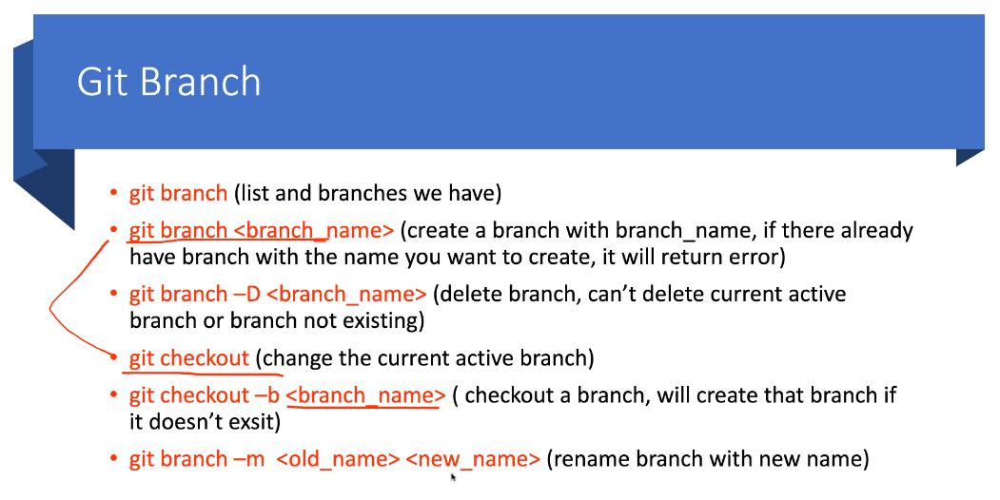 Git Branch
• git branch (list and branches we have)
• git branch <branch_name> (create a branch with branch_name, if there already
have branch with the name you want to create, it will return error)
• git branch –D <branch_name> (delete branch, can’t delete current active
branch or branch not existing)
• git checkout (change the current active branch)
• git checkout –b <branch_name> ( checkout a branch, will create that branch if
it doesn’t exsit)
• git branch –m <old_name> <new_name> (rename branch with new name)